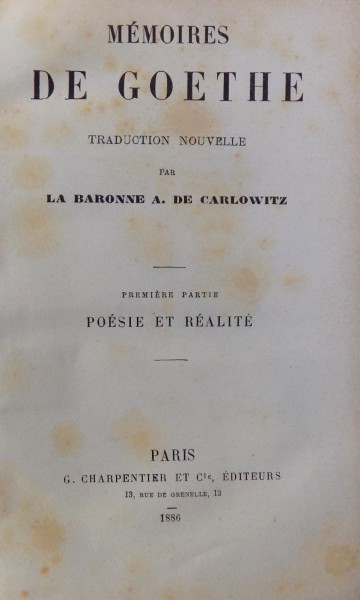 MÉMOIRES
DE GOETHE
TRADUCTION NOUVELLE
PAR
LA BARONNE A. DE CARLOWITZ
PREMIÈRE PARTIE
POÉSIE ET RÉALITÉ
PARIS
G. CHARPENTIER ET Cie, ÉDITEURS
13, RUE DE GRENELLE, 13
1886